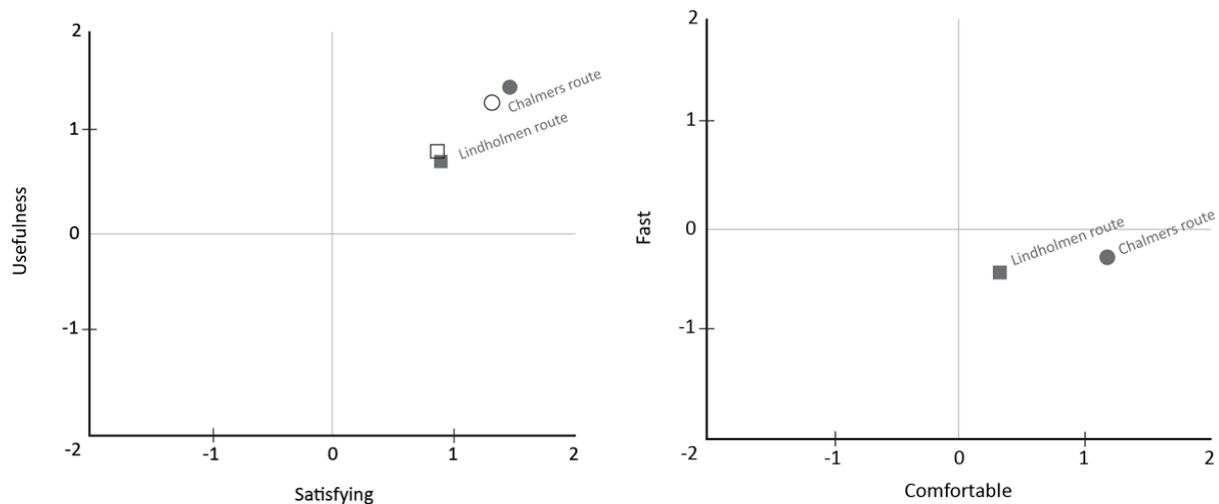 2
1
0
-1
-2
-1
0
1
2
Usefulness
Satisfying
Chalmers route
Lindholmen route
2
1
0
-1
-2
-1
0
1
2
Fast
Comfortable
Lindholmen route
Chalmers route